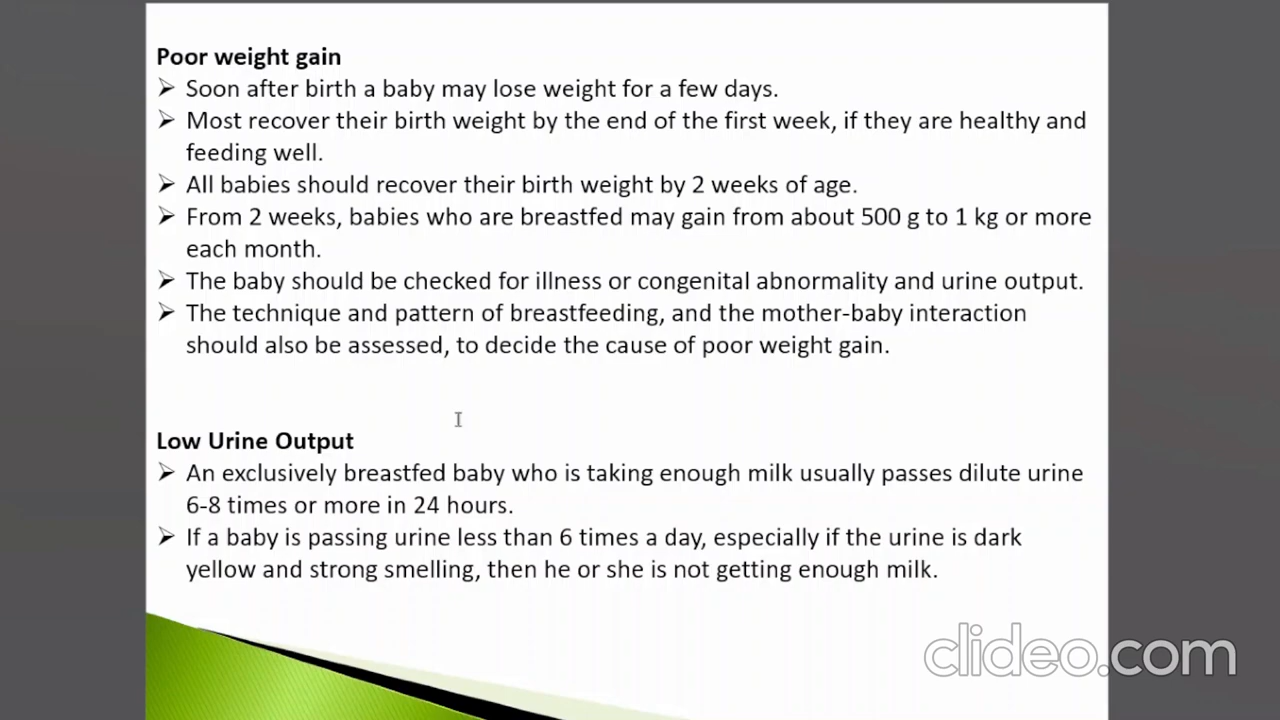 Poor weight gain
➢ Soon after birth a baby may lose weight for a few days.
➢ Most recover their birth weight by the end of the first week, if they are healthy and
feeding well.
➢ All babies should recover their birth weight by 2 weeks of age.
➢ From 2 weeks, babies who are breastfed may gain from about 500 g to 1 kg or more
each month.
➢ The baby should be checked for illness or congenital abnormality and urine output.
➢ The technique and pattern of breastfeeding, and the mother-baby interaction
should also be assessed, to decide the cause of poor weight gain.
Low Urine Output
➢ An exclusively breastfed baby who is taking enough milk usually passes dilute urine
6-8 times or more in 24 hours.
➢ If a baby is passing urine less than 6 times a day, especially if the urine is dark
yellow and strong smelling, then he or she is not getting enough milk.
clideo.com